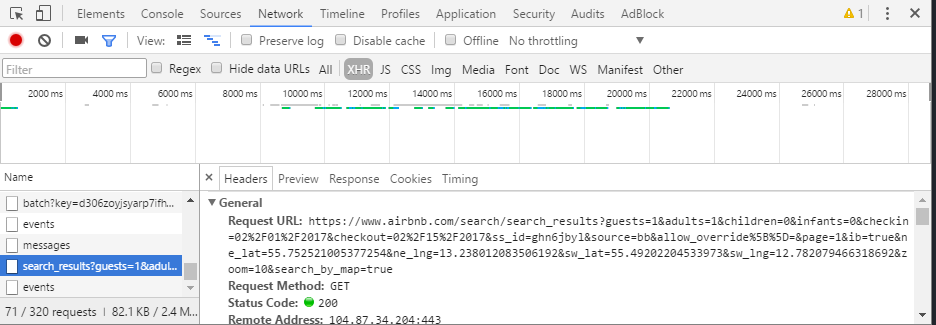 Elements Console Sources Network Timeline Profiles Application Security Audits AdBlock 1
View: Preserve log Disable cache Offline No throttling
Filter Regex Hide data URLs All XHR JS CSS Img Media Font Doc WS Manifest Other
2000 ms 4000 ms 6000 ms 8000 ms 10000 ms 12000 ms 14000 ms 16000 ms 18000 ms 20000 ms 22000 ms 24000 ms 26000 ms 28000 ms
Name
batch?key=d306zoyjsyarp7ifh...
events
messages
search_results?guests=1&adul...
events
71 / 320 requests | 82.1 KB / 2.4 M...
Headers Preview Response Cookies Timing
General
Request URL: https://www.airbnb.com/search/search_results?guests=1&adults=1&children=0&infants=0&checkin
=02%2F01%2F2017&checkout=02%2F15%2F2017&ss_id=ghn6jbyl&source=bb&allow_override%5B%5D=&page=1&ib=true&n
e_lat=55.752521005377254&ne_lng=13.238012083506192&sw_lat=55.49202204533973&sw_lng=12.782079466318692&
zoom=10&search_by_map=true
Request Method: GET
Status Code: 200
Remote Address: 104.87.34.204:443